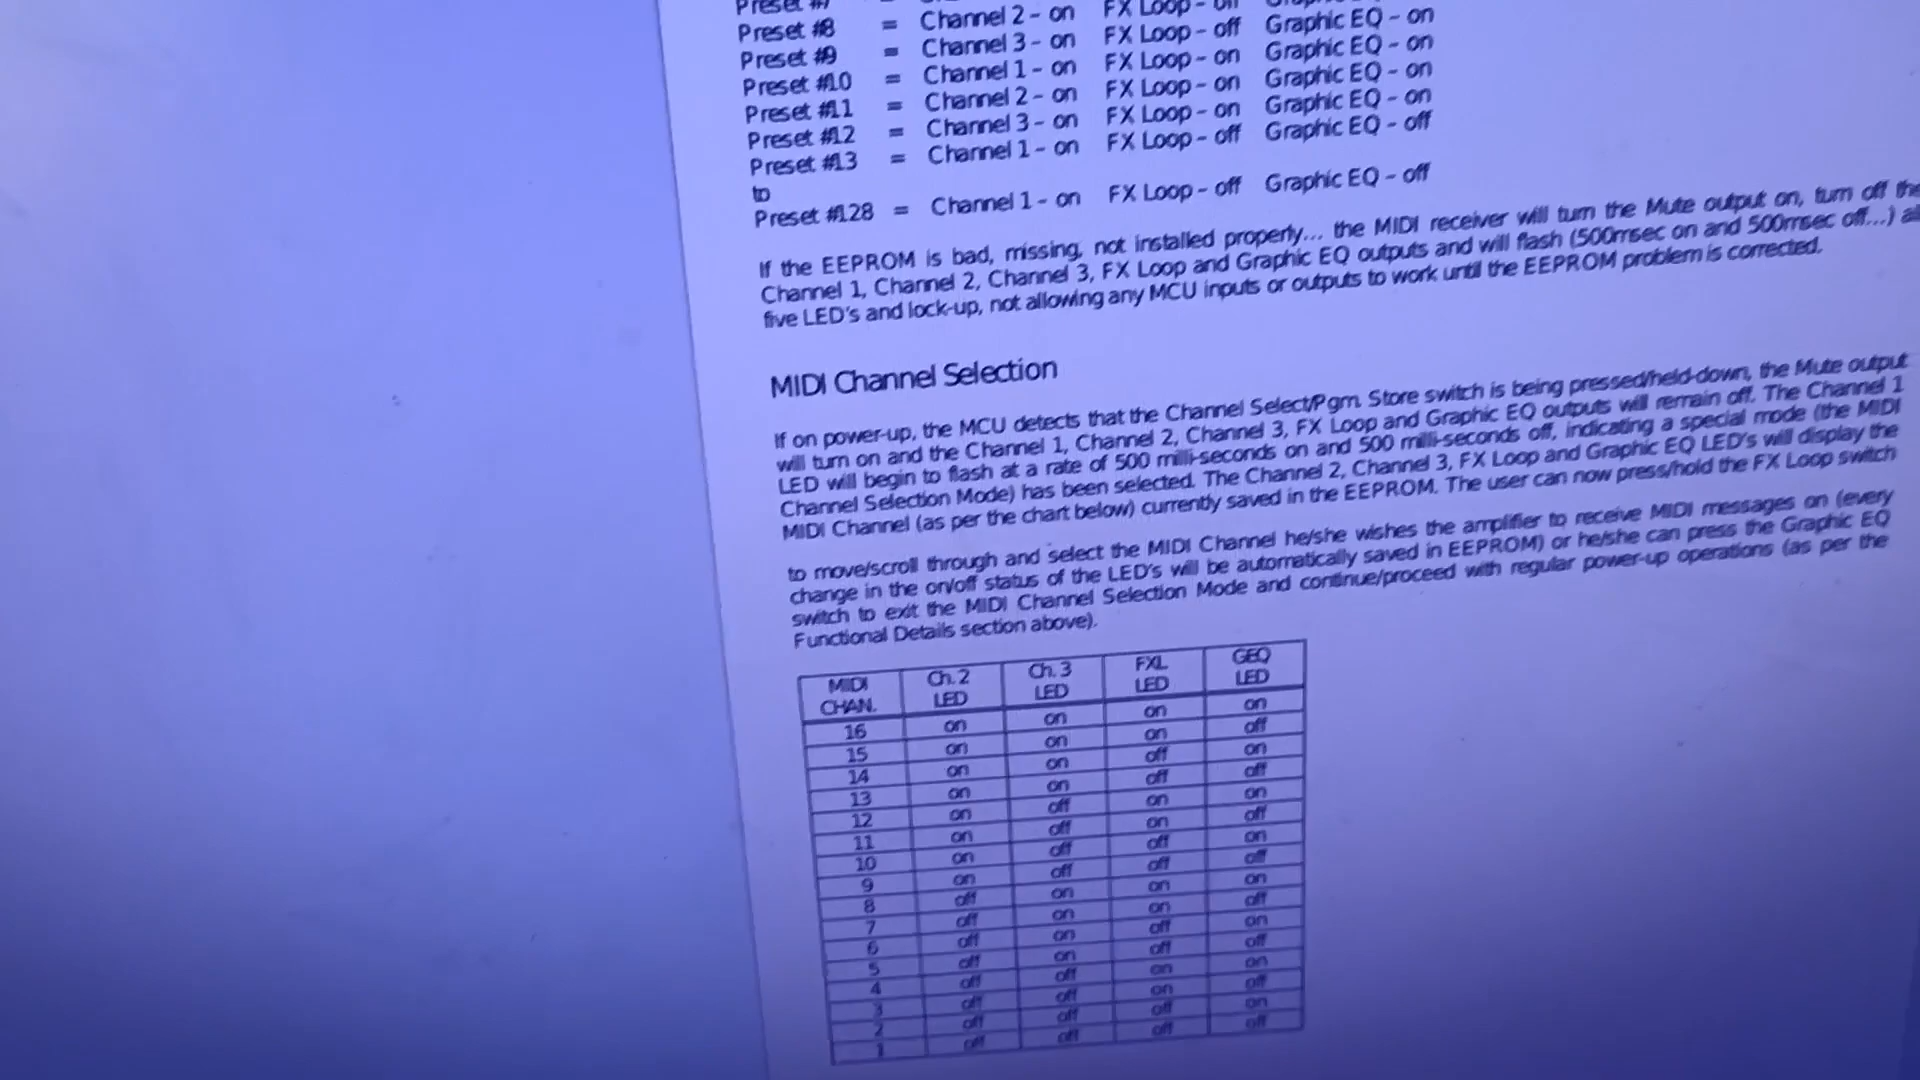 Preset #7
Preset #8 = Channel 2 - on FX Loop - off
Preset #9 = Channel 3 - on FX Loop - off Graphic EQ - on
Preset #10 = Channel 1 - on FX Loop - on Graphic EQ - on
Preset #11 = Channel 2 - on FX Loop - on Graphic EQ - on
Preset #12 = Channel 3 - on FX Loop - on Graphic EQ - on
Preset #13 = Channel 1 - on FX Loop - off Graphic EQ - off
to
Preset #128 = Channel 1 - on FX Loop - off Graphic EQ - off
If the EEPROM is bad, missing, not installed properly... the MIDI receiver will turn the Mute output on, turn off the
Channel 1, Channel 2, Channel 3, FX Loop and Graphic EQ outputs and will flash (500msec on and 500msec off...) all
five LED's and lock-up, not allowing any MCU inputs or outputs to work until the EEPROM problem is corrected.
MIDI Channel Selection
If on power-up, the MCU detects that the Channel Select/Pgm. Store switch is being pressed/held-down, the Mute output
will turn on and the Channel 1, Channel 2, Channel 3, FX Loop and Graphic EQ outputs will remain off. The Channel 1
LED will begin to flash at a rate of 500 milli-seconds on and 500 milli-seconds off, indicating a special mode (the MIDI
Channel Selection Mode) has been selected. The Channel 2, Channel 3, FX Loop and Graphic EQ LED's will display the
MIDI Channel (as per the chart below) currently saved in the EEPROM. The user can now press/hold the FX Loop switch
to move/scroll through and select the MIDI Channel he/she wishes the amplifier to receive MIDI messages on (every
change in the on/off status of the LED's will be automatically saved in EEPROM) or he/she can press the Graphic EQ
switch to exit the MIDI Channel Selection Mode and continue/proceed with regular power-up operations (as per the
Functional Details section above).
MIDI Ch. 2 Ch. 3 FXL GEQ
CHAN. LED LED LED LED
16 on on on on
15 on on on off
14 on on off on
13 on on off off
12 on off on on
11 on off on off
10 on off off on
9 on off off off
8 off on on on
7 off on on off
6 off on off on
5 off on off off
4 off off on on
3 off off on off
2 off off off on
1 off off off off